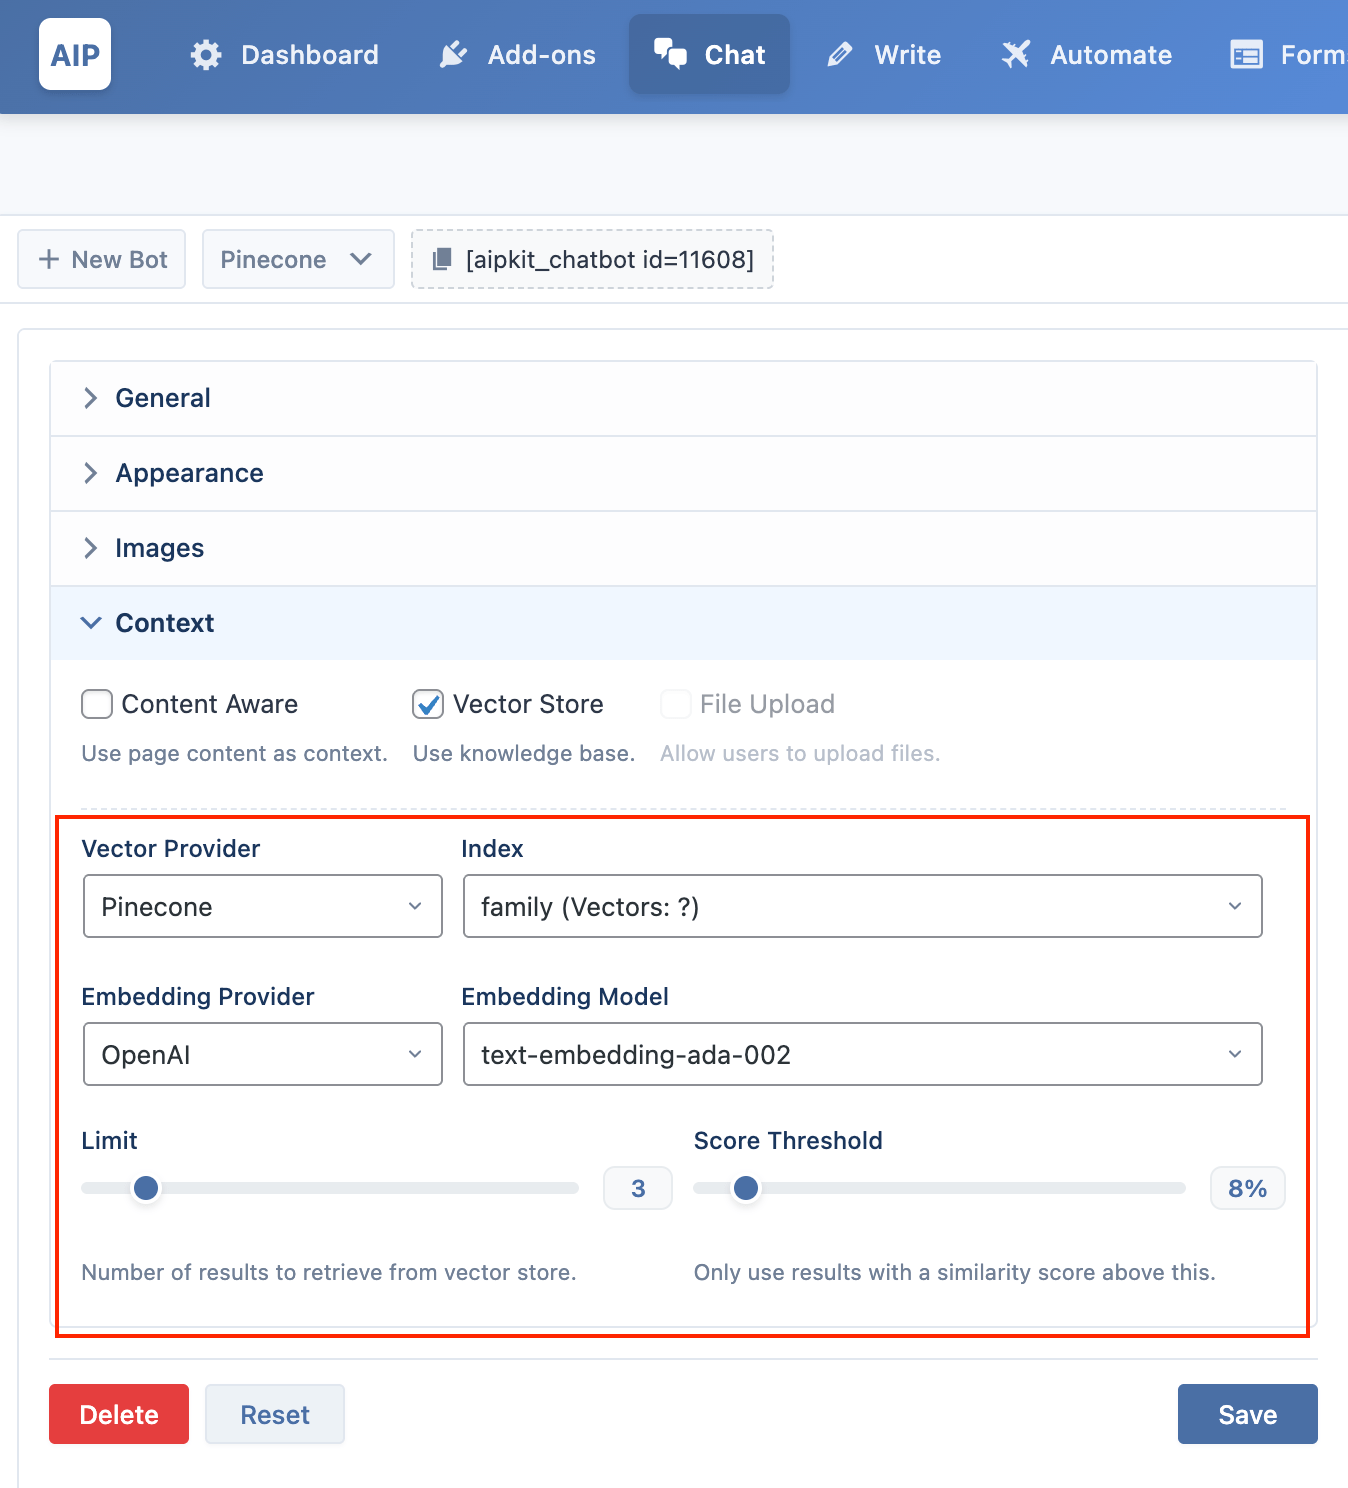 AIP
Dashboard
Add-ons
Chat
Write
Automate
New Bot
Pinecone
[aipkit_chatbot id=11608]
General
Appearance
Images
Context
Content Aware
Vector Store
File Upload
Use page content as context.
Use knowledge base.
Allow users to upload files.
Vector Provider
Index
Pinecone
family (Vectors: ?)
Embedding Provider
Embedding Model
OpenAI
text-embedding-ada-002
Limit
Score Threshold
3
8%
Number of results to retrieve from vector store.
Only use results with a similarity score above this.
Delete
Reset
Save